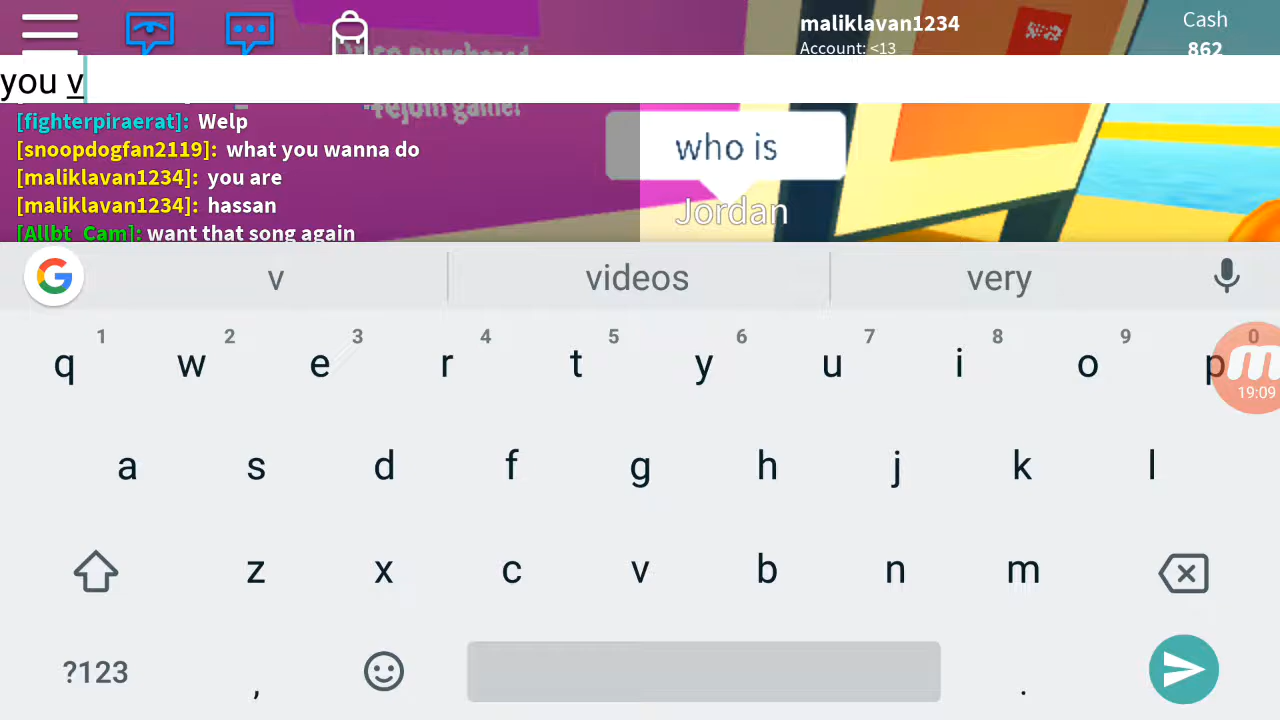 maliklavan1234
Account: <13
Cash
862
you v
rejoin game!
[fighterpiraerat]: Welp
[snoopdogfan2119]: what you wanna do
[maliklavan1234]: you are
[maliklavan1234]: hassan
[Allbt_Cam]: want that song again
who is
Jordan
v videos very
1 2 3 4 5 6 7 8 9 0
q w e r t y u i o p
19:09
a s d f g h j k l
z x c v b n m
?123 , .